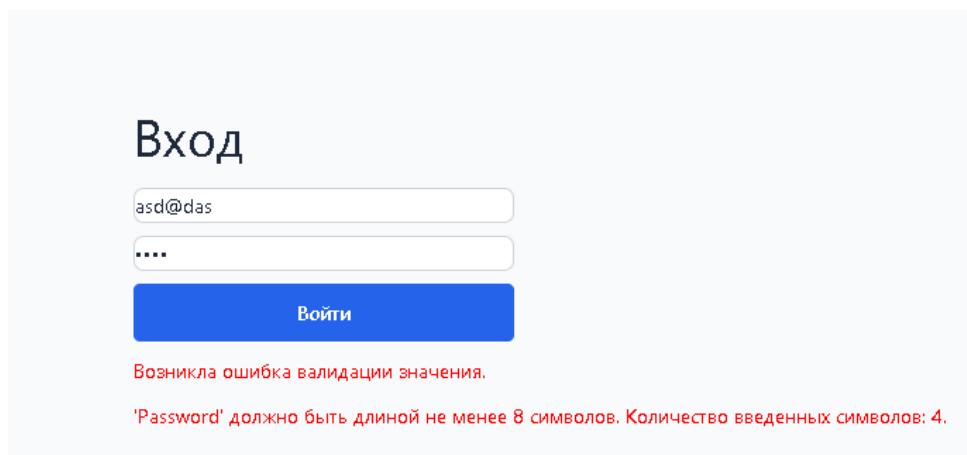 Вход
asd@das
••••
Войти
Возникла ошибка валидации значения.
'Password' должно быть длиной не менее 8 символов. Количество введенных символов: 4.